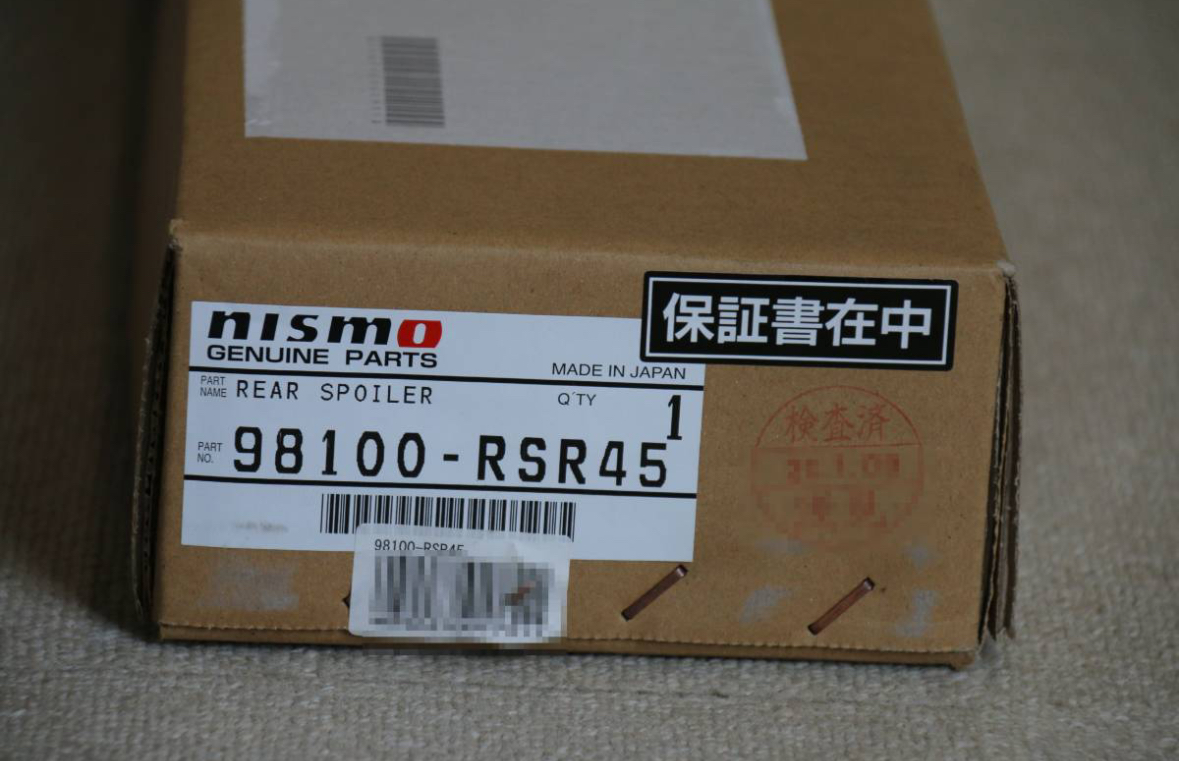 nismo
GENUINE PARTS
保証書在中
MADE IN JAPAN
PART NAME REAR SPOILER
Q'TY 1
PART NO. 98100-RSR45
検査済
98100-RSR45